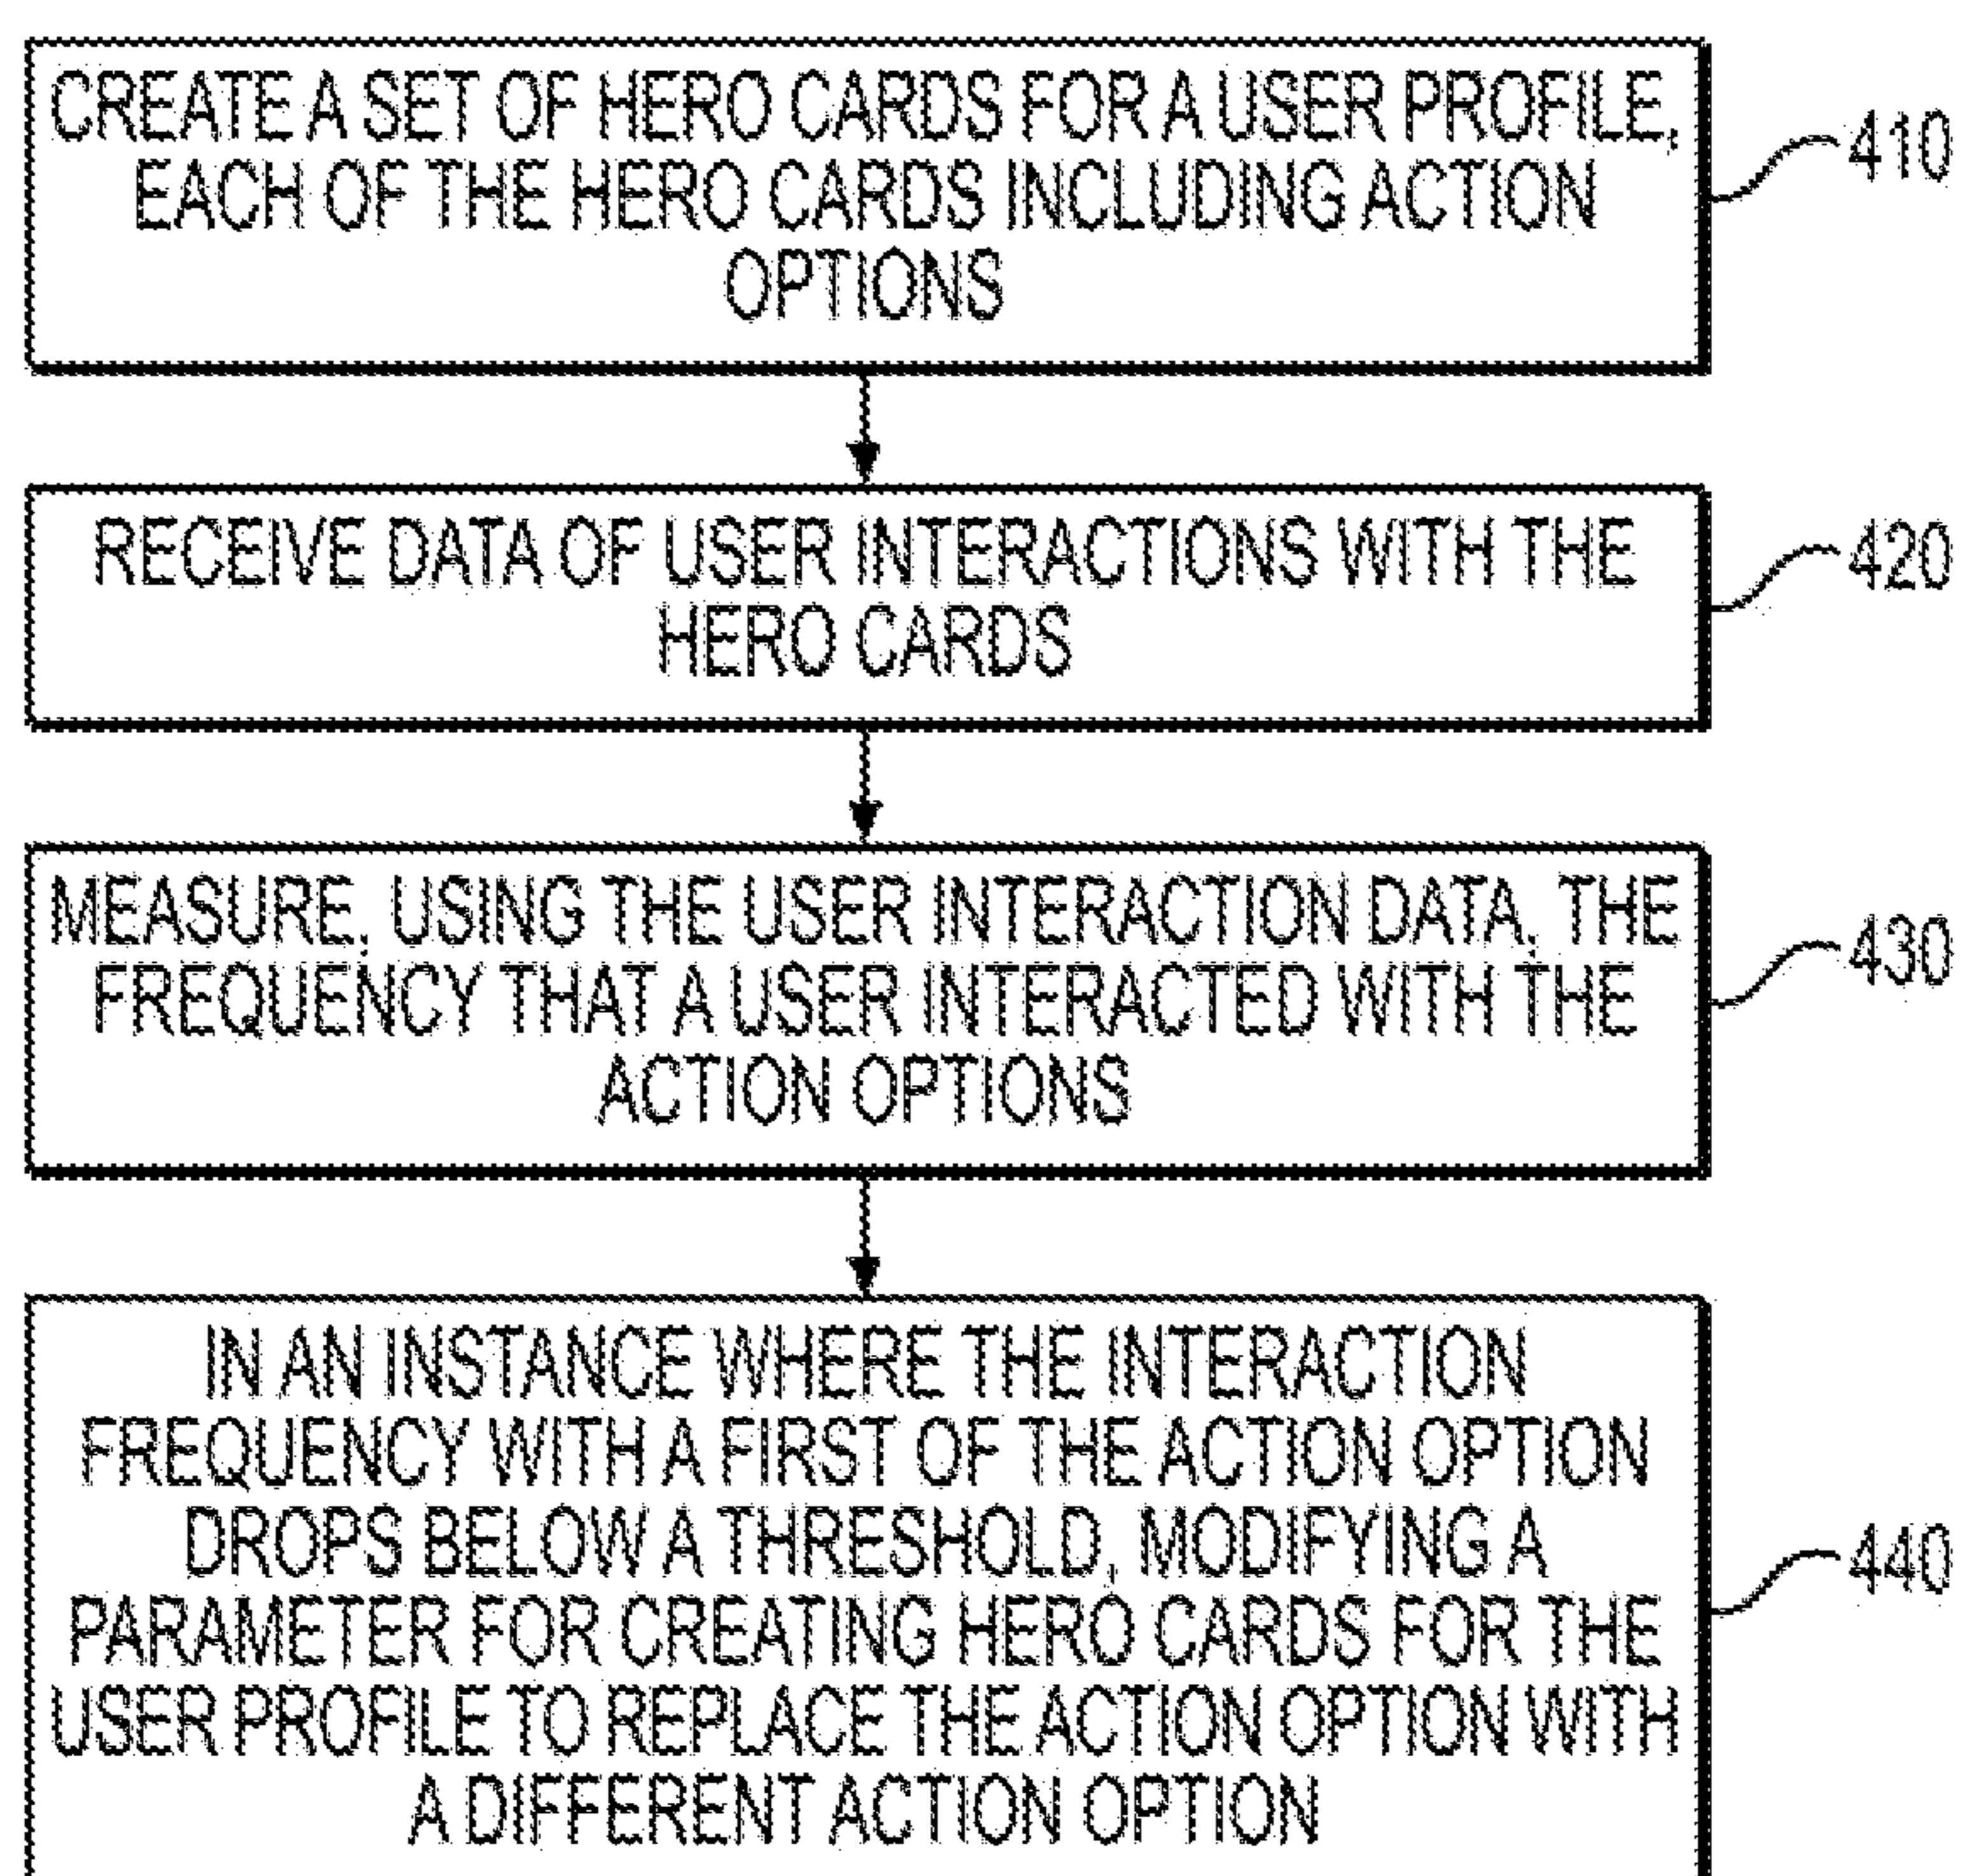 CREATE A SET OF HERO CARDS FOR A USER PROFILE,
EACH OF THE HERO CARDS INCLUDING ACTION
OPTIONS
410
RECEIVE DATA OF USER INTERACTIONS WITH THE
HERO CARDS
420
MEASURE, USING THE USER INTERACTION DATA, THE
FREQUENCY THAT A USER INTERACTED WITH THE
ACTION OPTIONS
430
IN AN INSTANCE WHERE THE INTERACTION
FREQUENCY WITH A FIRST OF THE ACTION OPTION
DROPS BELOW A THRESHOLD, MODIFYING A
PARAMETER FOR CREATING HERO CARDS FOR THE
USER PROFILE TO REPLACE THE ACTION OPTION WITH
A DIFFERENT ACTION OPTION
440